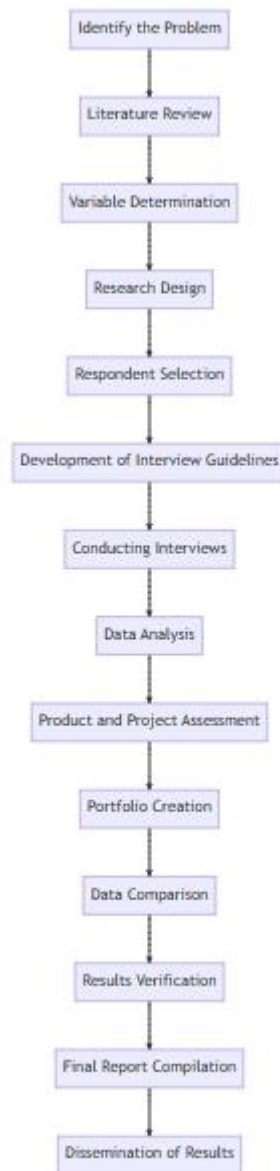 Identify the Problem
Literature Review
Variable Determination
Research Design
Respondent Selection
Development of Interview Guidelines
Conducting Interviews
Data Analysis
Product and Project Assessment
Portfolio Creation
Data Comparison
Results Verification
Final Report Compilation
Dissemination of Results